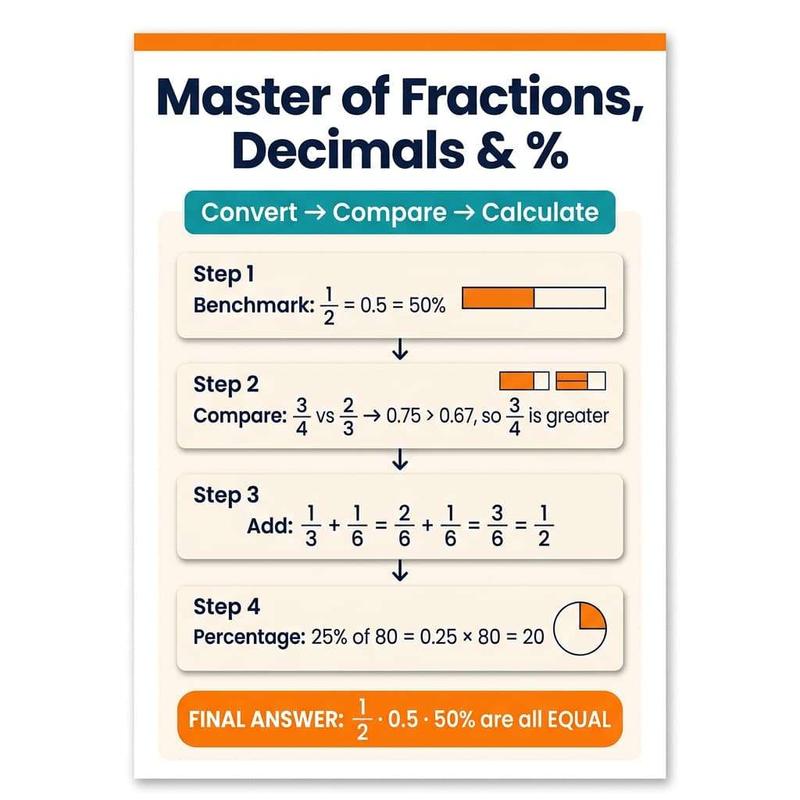 Master of Fractions,
Decimals & %
Convert → Compare → Calculate
Step 1
Benchmark: 1/2 = 0.5 = 50%
Step 2
Compare: 3/4 vs 2/3 → 0.75 > 0.67, so 3/4 is greater
Step 3
Add: 1/3 + 1/6 = 2/6 + 1/6 = 3/6 = 1/2
Step 4
Percentage: 25% of 80 = 0.25 × 80 = 20
FINAL ANSWER: 1/2 · 0.5 · 50% are all EQUAL